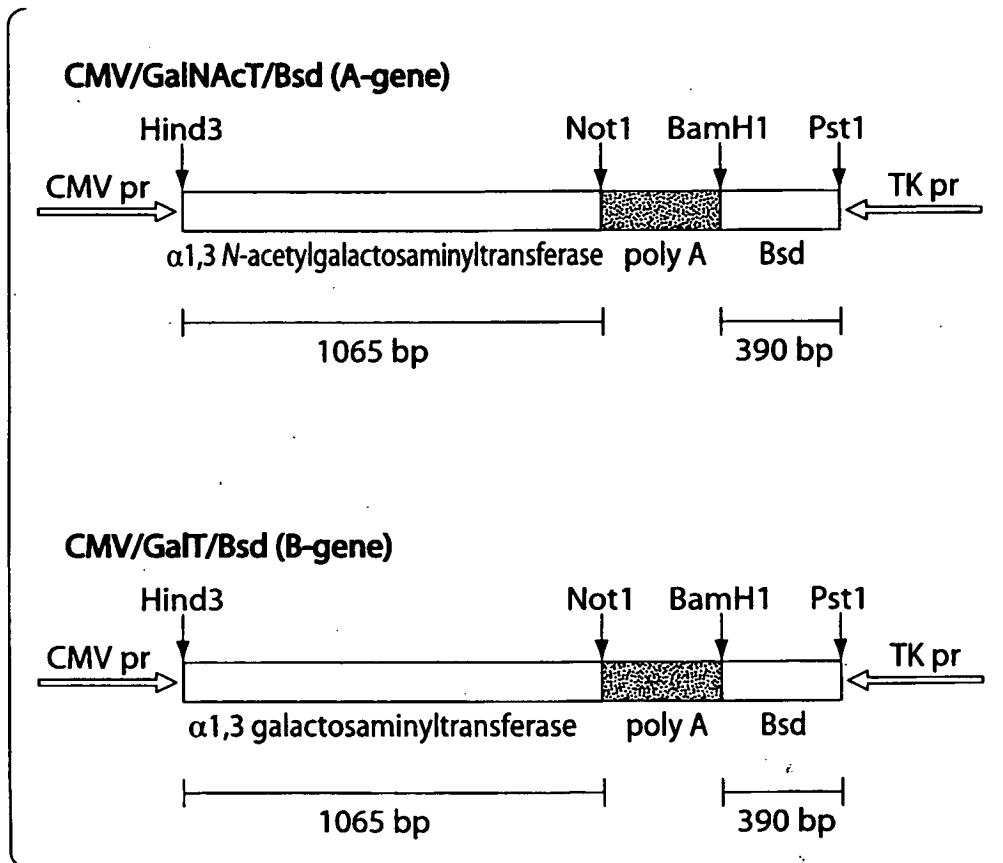 CMV/GalNAcT/Bsd (A-gene)
Hind3 Not1 BamH1 Pst1
CMV pr TK pr
α1,3 N-acetylgalactosaminyltransferase poly A Bsd
1065 bp 390 bp
CMV/GalT/Bsd (B-gene)
Hind3 Not1 BamH1 Pst1
CMV pr TK pr
α1,3 galactosaminyltransferase poly A Bsd
1065 bp 390 bp